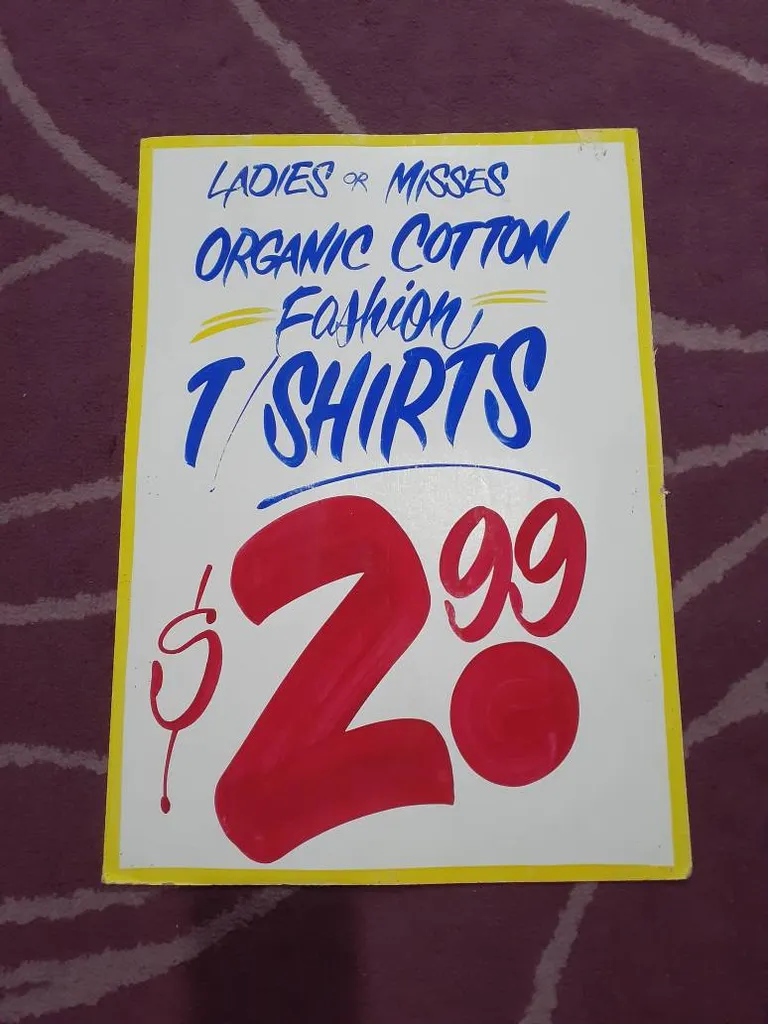 LADIES OR MISSES
ORGANIC COTTON
Fashion
T/SHIRTS
$2.99